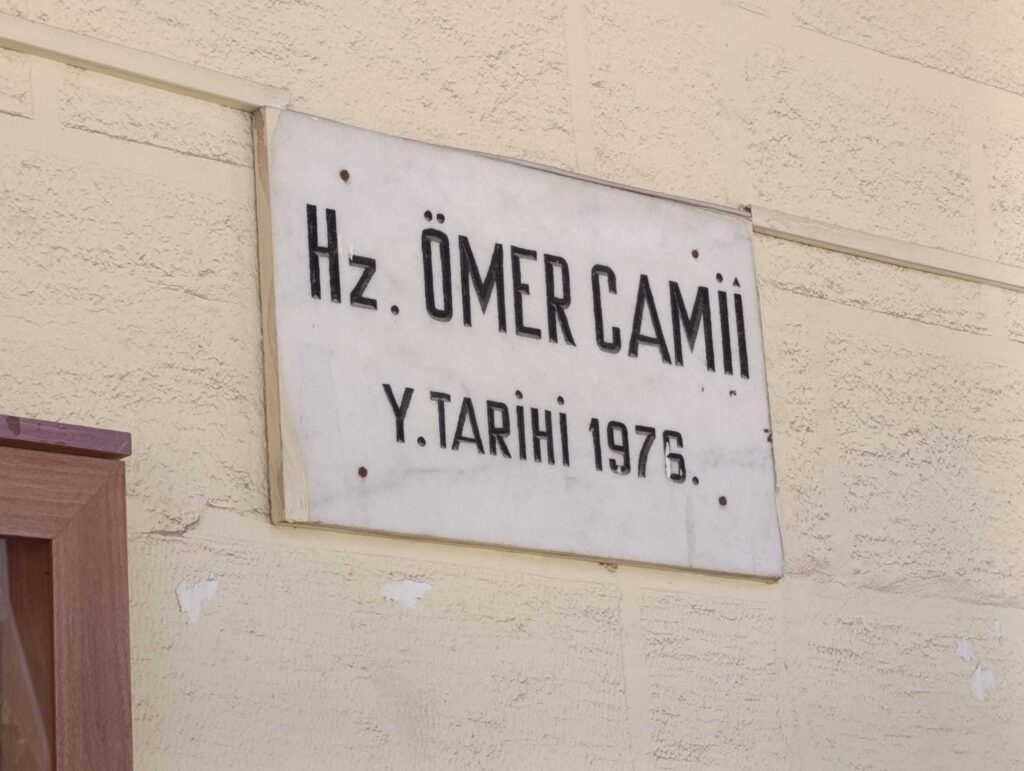 Hz. ÖMER CAMİİ
Y.TARİHİ 1976.